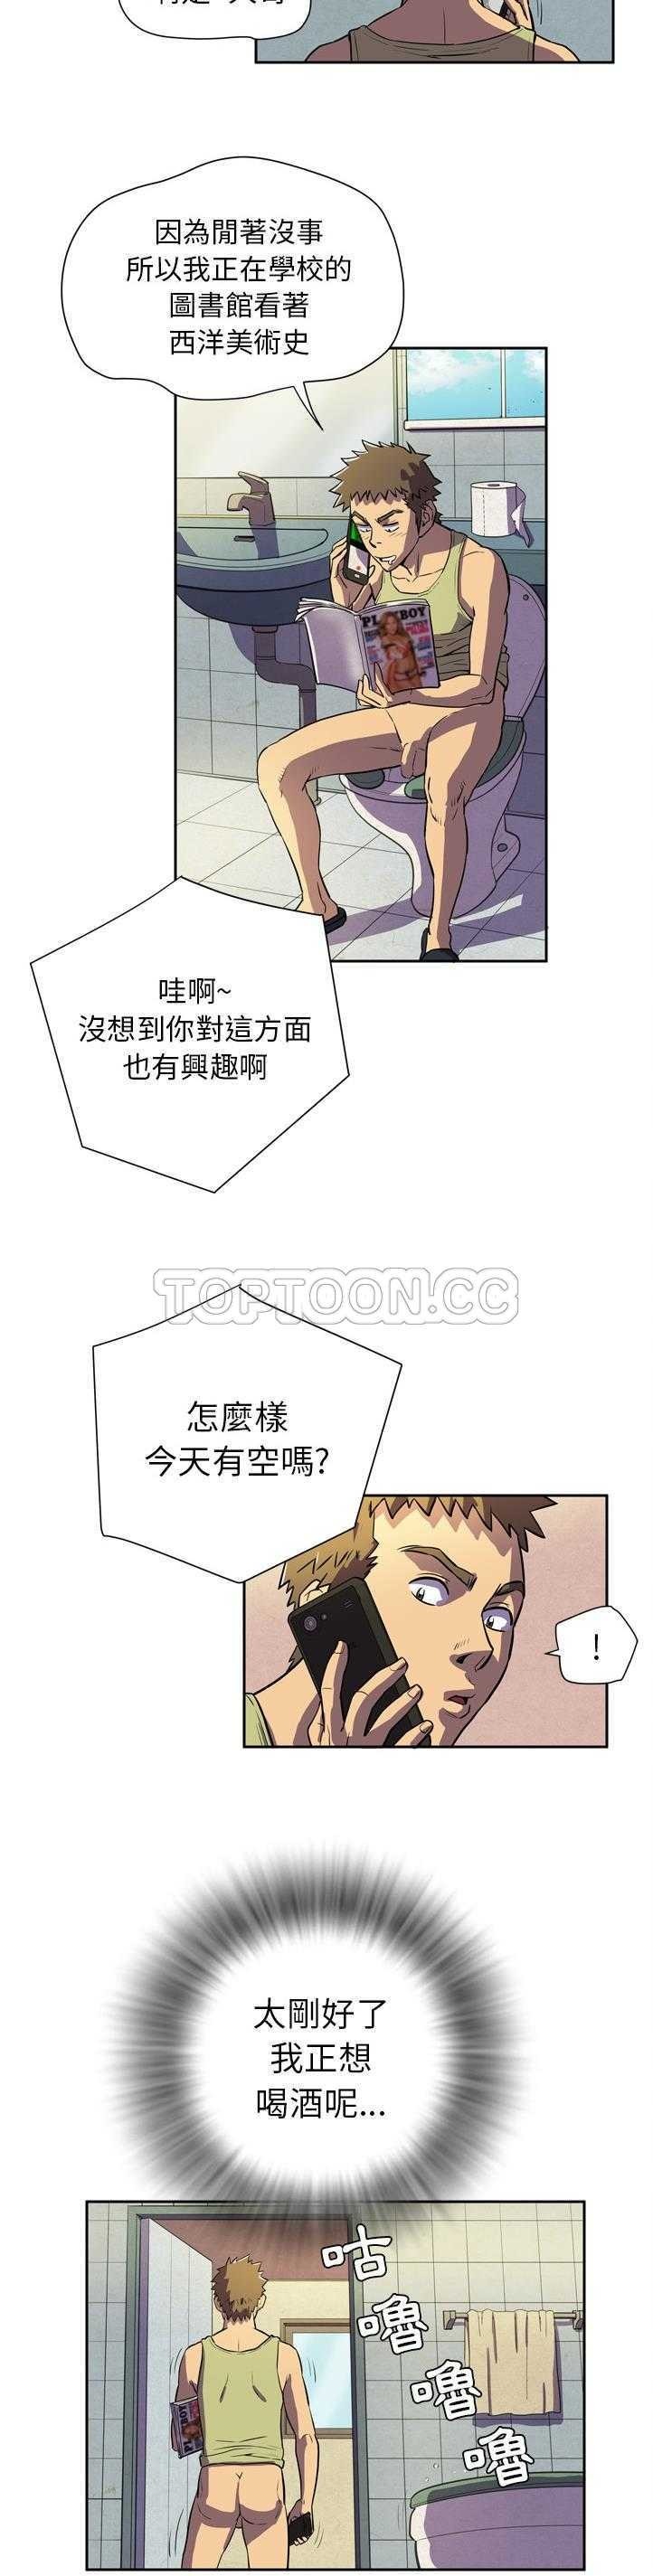 因為閒著沒事
所以我正在學校的
圖書館看著
西洋美術史
PLAYBOY
哇啊~
沒想到你對這方面
也有興趣啊
TOPTOON.CC
怎麼樣
今天有空嗎?
!
太剛好了
我正想
喝酒呢...
咕
嚕
嚕
嚕
PLAYBOY